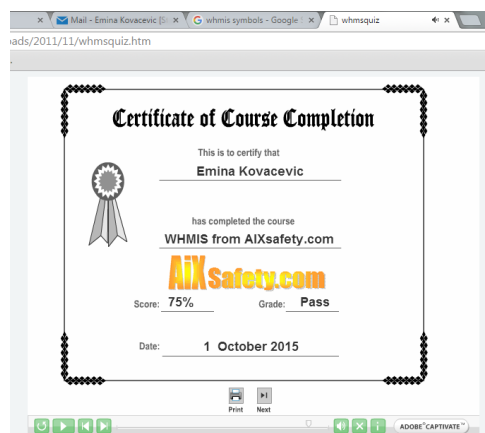 Mail - Emina Kovacevic [S
whmis symbols - Google S
whmsquiz
ads/2011/11/whmsquiz.htm
Certificate of Course Completion
This is to certify that
Emina Kovacevic
has completed the course
WHMIS from AIXsafety.com
AiXSafety.com
Score: 75% Grade: Pass
Date: 1 October 2015
Print Next
ADOBE® CAPTIVATE™